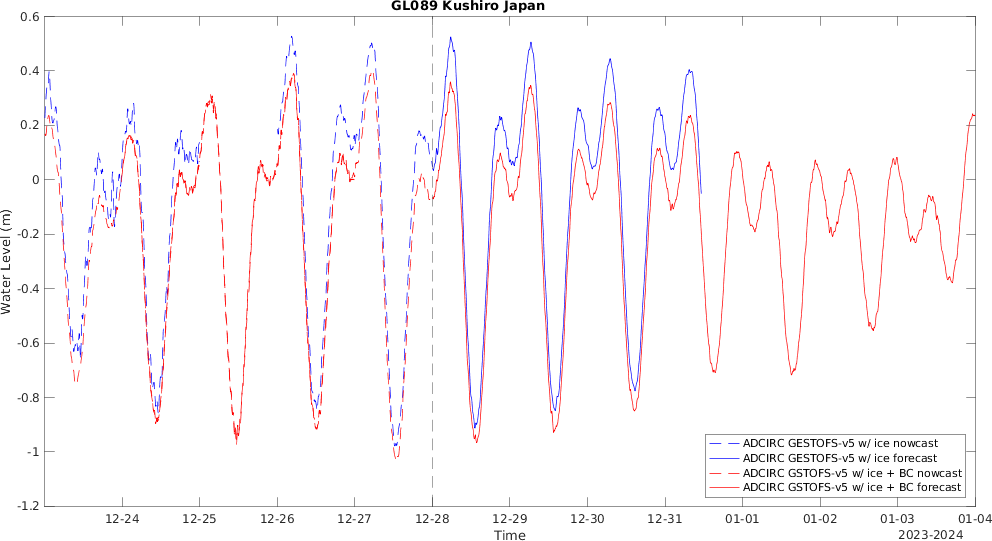 GL089 Kushiro Japan
0.6
0.4
0.2
0
-0.2
-0.4
-0.6
-0.8
-1
-1.2
Water Level (m)
ADCIRC GESTOFS-v5 w/ ice nowcast
ADCIRC GESTOFS-v5 w/ ice forecast
ADCIRC GSTOFS-v5 w/ ice + BC nowcast
ADCIRC GSTOFS-v5 w/ ice + BC forecast
12-24 12-25 12-26 12-27 12-28 12-29 12-30 12-31 01-01 01-02 01-03 01-04
Time
2023-2024